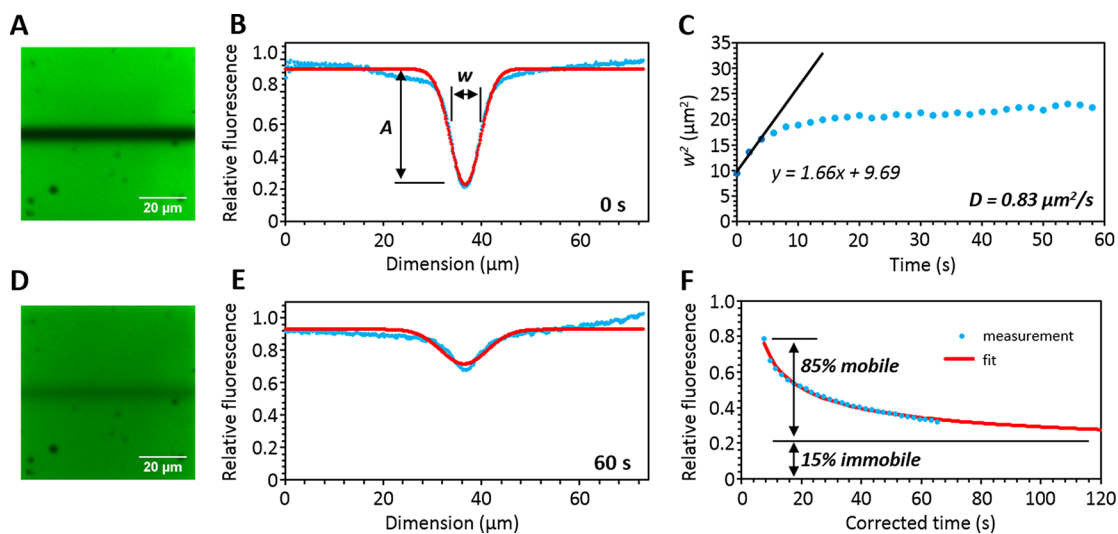 A
20 µm
B
Relative fluorescence
1.0
0.8
0.6
0.4
0.2
0
A
w
0 s
0
20
40
60
Dimension (µm)
C
w² (µm²)
35
30
25
20
15
10
5
0
y = 1.66x + 9.69
D = 0.83 µm²/s
0
10
20
30
40
50
60
Time (s)
D
20 µm
E
Relative fluorescence
1.0
0.8
0.6
0.4
0.2
0
60 s
0
20
40
60
Dimension (µm)
F
Relative fluorescence
1.0
0.8
0.6
0.4
0.2
0
measurement
fit
85% mobile
15% immobile
0
20
40
60
80
100
120
Corrected time (s)